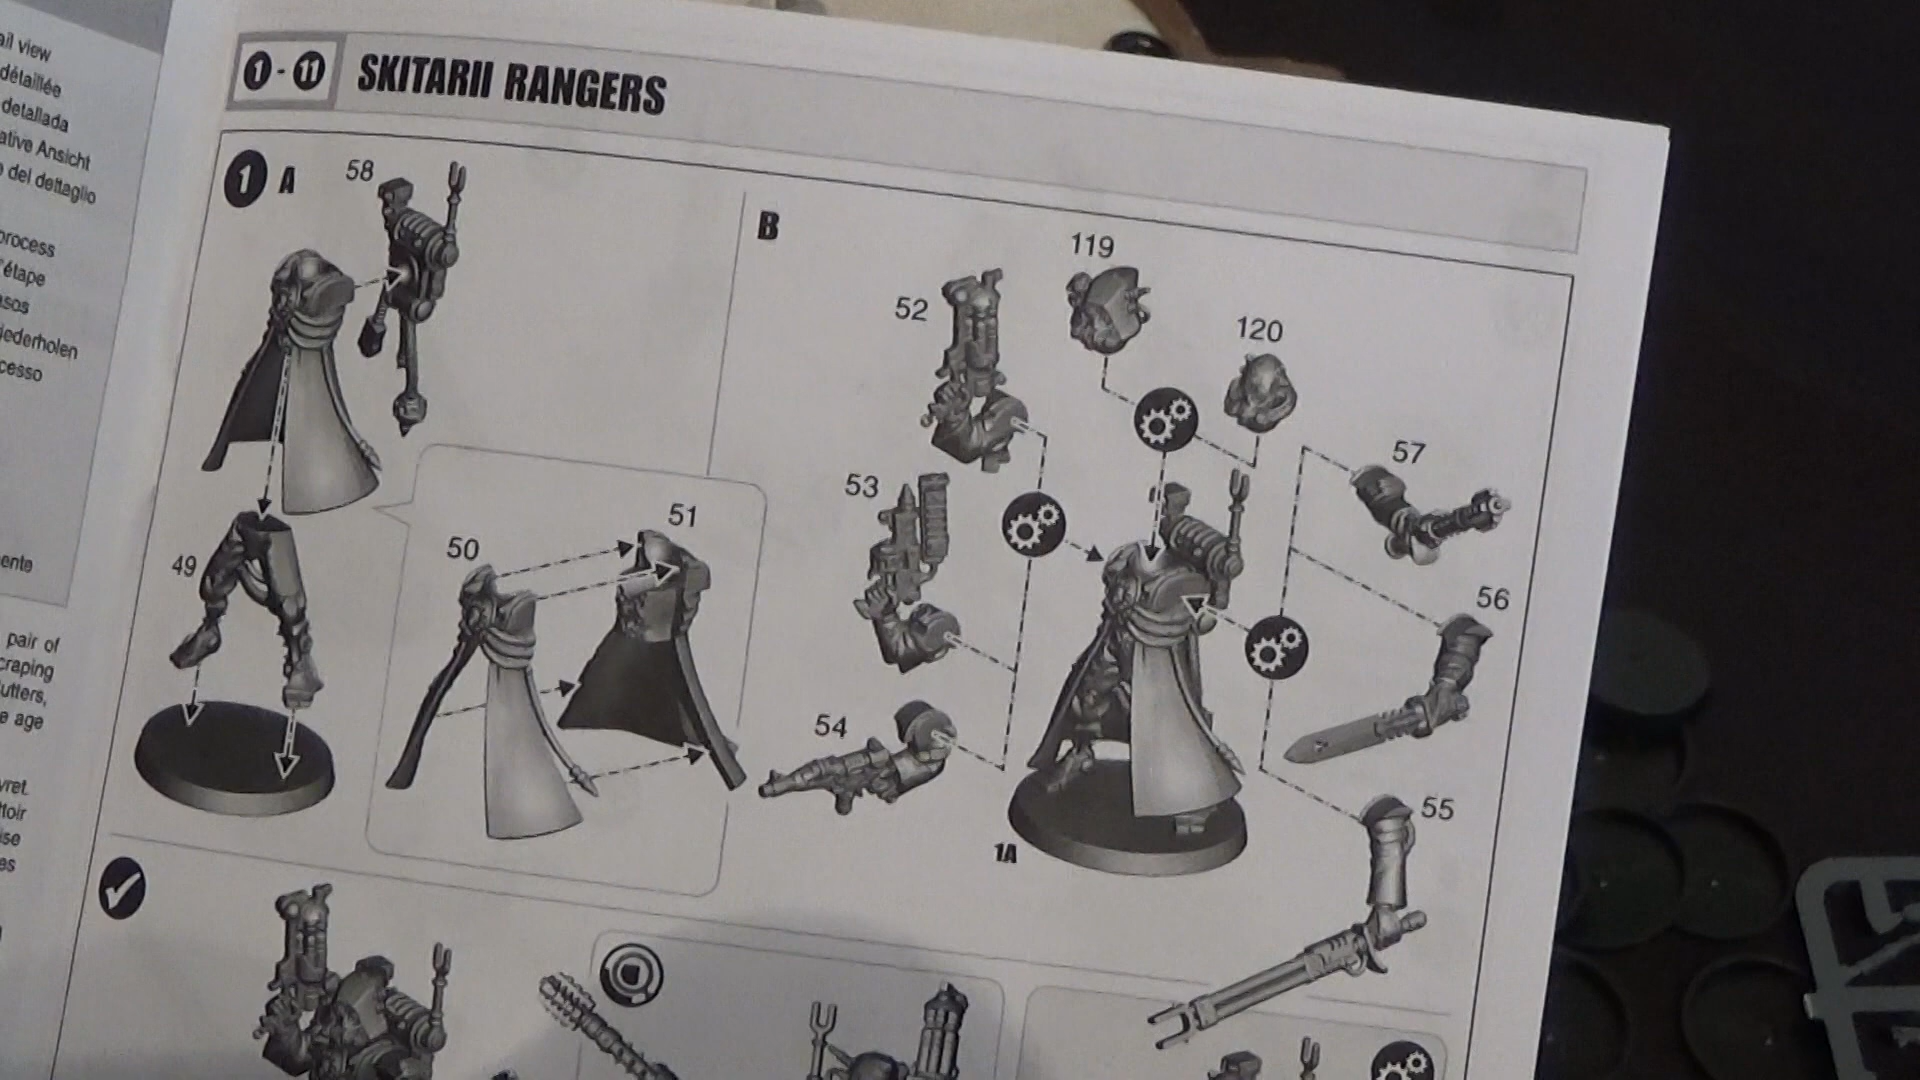 ail view
détaillée
detallada
ative Ansicht
del dettaglio
process
'étape
asos
iederholen
cesso
ente
pair of
craping
utters,
e age
vret.
ttoir
ise
es
1 - 11 SKITARII RANGERS
1 A
58
49
50
51
B
52
119
120
53
57
54
56
55
1A